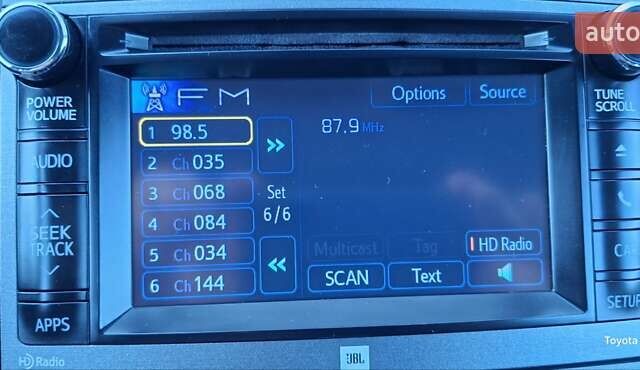 auto
POWER
VOLUME
AUDIO
SEEK
TRACK
APPS
HD Radio
FM
Options
Source
1 98.5
2 Ch 035
3 Ch 068
4 Ch 084
5 Ch 034
6 Ch 144
Set
6/6
87.9 MHz
Multicast
Tag
HD Radio
SCAN
Text
JBL
TUNE
SCROLL
CA
SETUP
Toyota